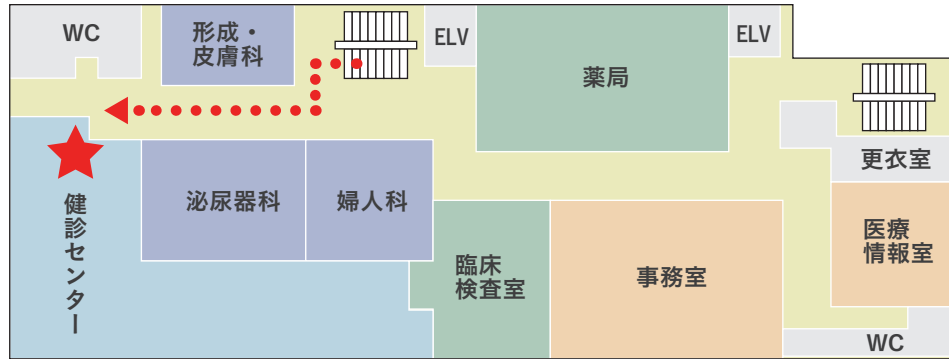 WC
形成・
皮膚科
ELV
薬局
ELV
更衣室
泌尿器科
婦人科
健診センター
臨床
検査室
事務室
医療
情報室
WC